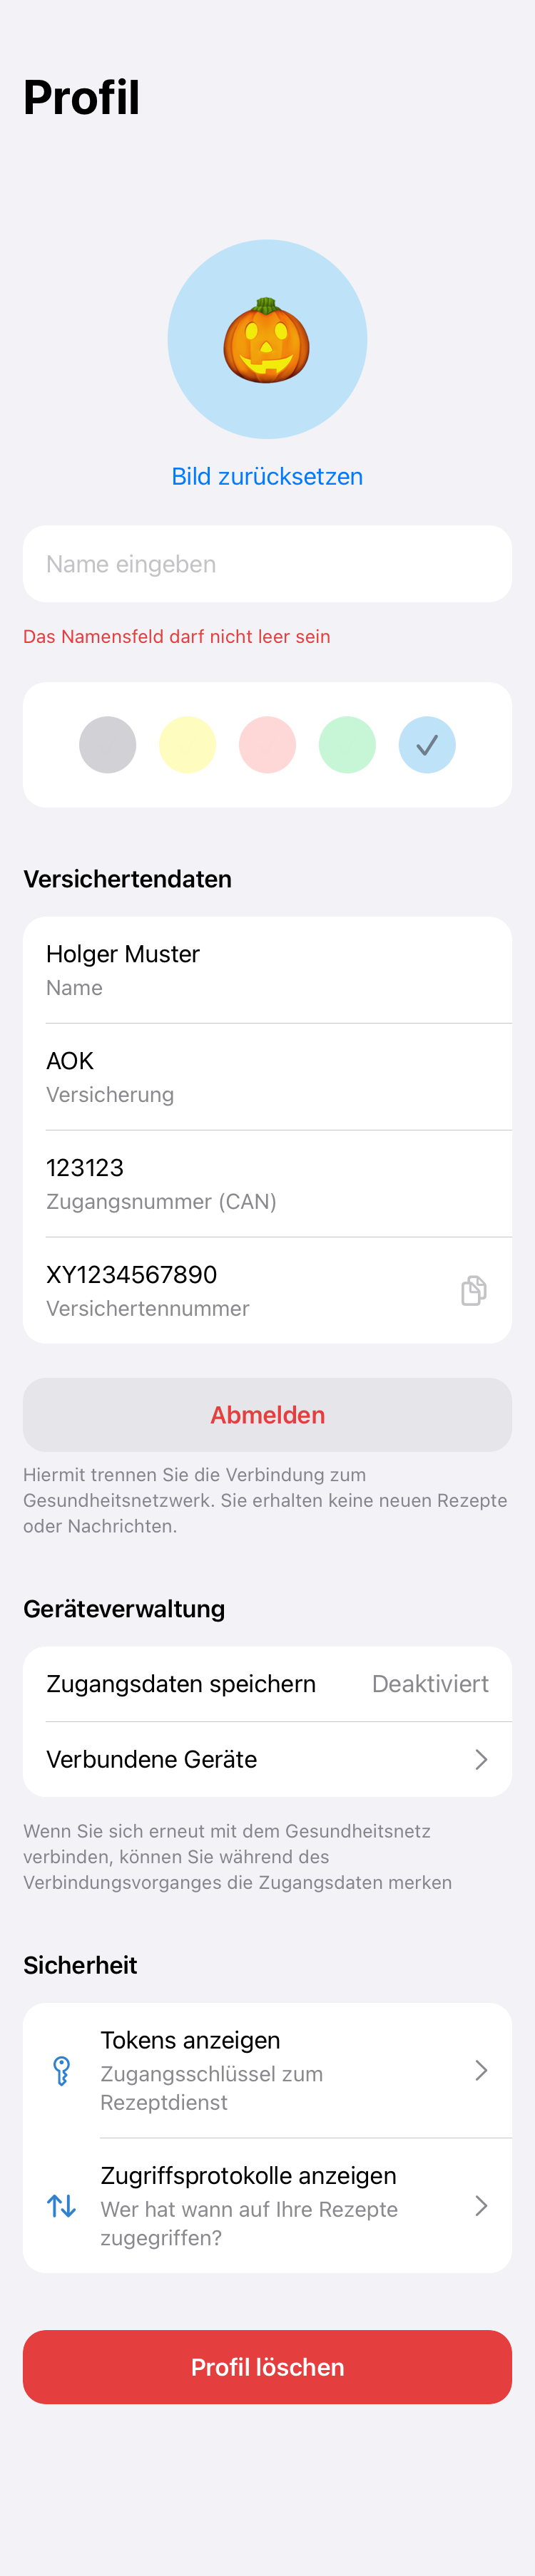 Profil
Bild zurücksetzen
Name eingeben
Das Namensfeld darf nicht leer sein
Versichertendaten
Holger Muster
Name
AOK
Versicherung
123123
Zugangsnummer (CAN)
XY1234567890
Versichertennummer
Abmelden
Hiermit trennen Sie die Verbindung zum
Gesundheitsnetzwerk. Sie erhalten keine neuen Rezepte
oder Nachrichten.
Geräteverwaltung
Zugangsdaten speichern Deaktiviert
Verbundene Geräte
Wenn Sie sich erneut mit dem Gesundheitsnetz
verbinden, können Sie während des
Verbindungsvorganges die Zugangsdaten merken
Sicherheit
Tokens anzeigen
Zugangsschlüssel zum
Rezeptdienst
Zugriffsprotokolle anzeigen
Wer hat wann auf Ihre Rezepte
zugegriffen?
Profil löschen